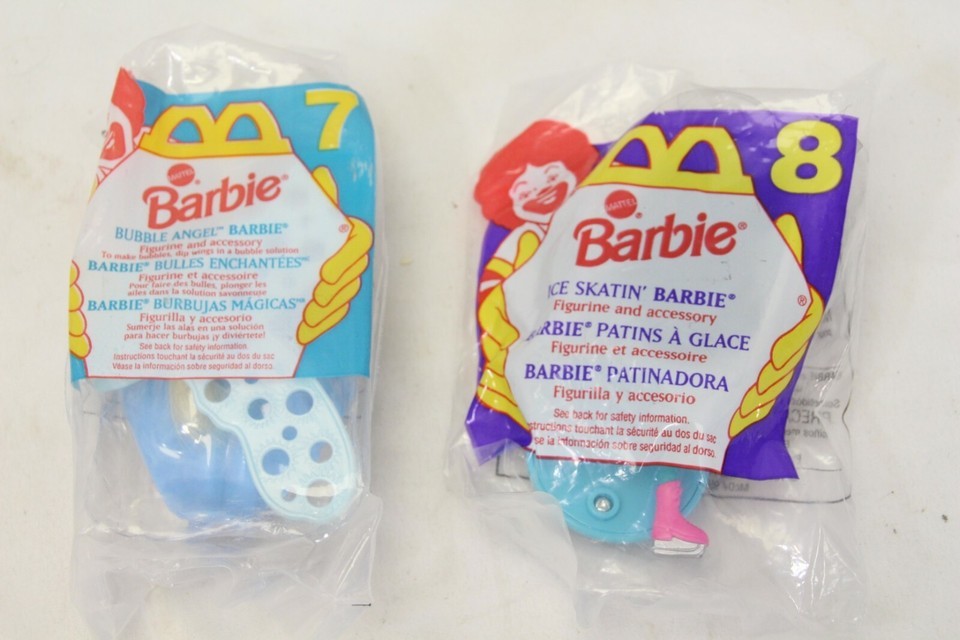 7
MATTEL
Barbie®
BUBBLE ANGEL™ BARBIE®
Figurine and accessory
To make bubbles, dip wings in a bubble solution
BARBIE® BULLES ENCHANTÉES™
Figurine et accessoire
Pour faire des bulles, plonger les
ailes dans la solution savonneuse
BARBIE® BURBUJAS MÁGICAS™
Figurilla y accesorio
Sumerje las alas en una solución
para hacer burbujas ¡y diviertete!
See back for safety information.
Instructions touchant la sécurité au dos du sac
Véase la información sobre seguridad al dorso.
8
MATTEL
Barbie®
ICE SKATIN' BARBIE®
Figurine and accessory
BARBIE® PATINS À GLACE
Figurine et accessoire
BARBIE® PATINADORA
Figurilla y accesorio
See back for safety information.
structions touchant la sécurité au dos du sac
se la información sobre seguridad al dorso.